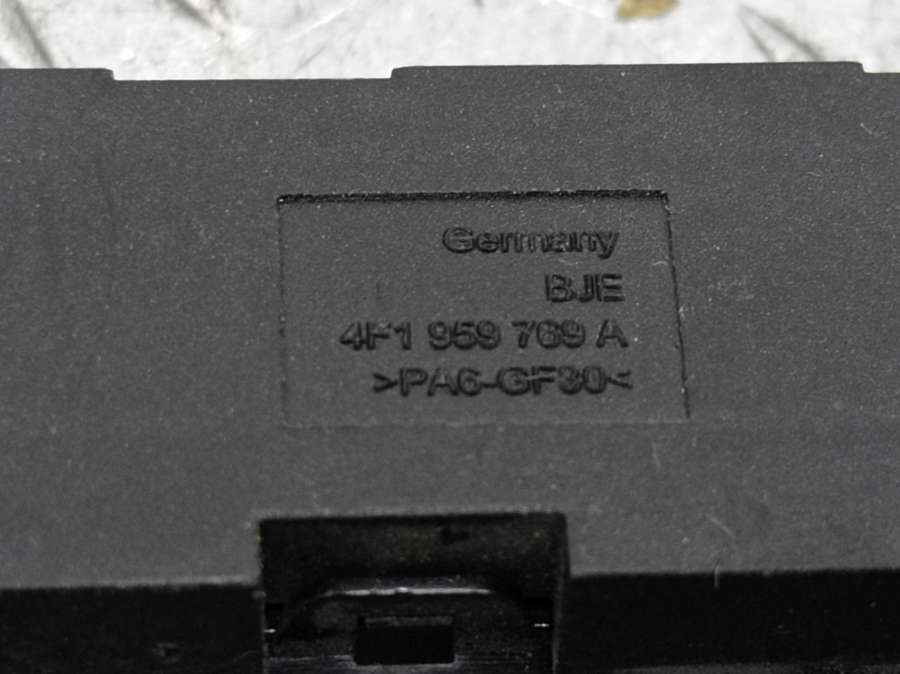 Germany
BJE
4F1 959 769 A
>PA6-GF30<